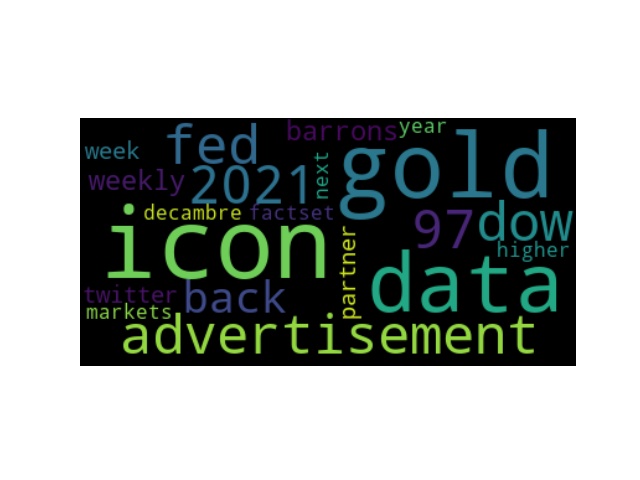 barrons
year
week
fed
gold
weekly
2021
next
decambre
factset
97
dow
icon
higher
partner
data
twitter
back
markets
advertisement